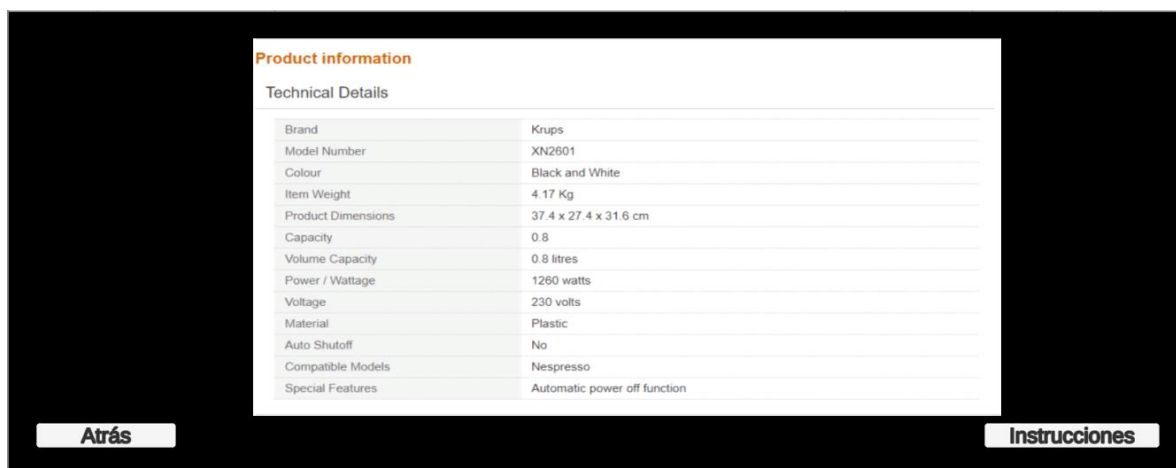 Product information
Technical Details
Brand Krups
Model Number XN2601
Colour Black and White
Item Weight 4.17 Kg
Product Dimensions 37.4 x 27.4 x 31.6 cm
Capacity 0.8
Volume Capacity 0.8 litres
Power / Wattage 1260 watts
Voltage 230 volts
Material Plastic
Auto Shutoff No
Compatible Models Nespresso
Special Features Automatic power off function
Atrás Instrucciones